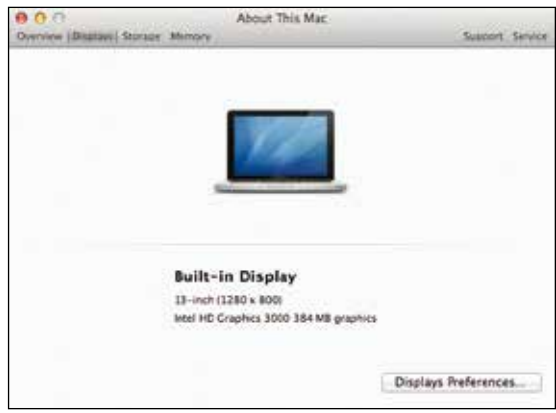 About This Mac
Overview Displays Storage Memory Support Service
Built-in Display
13-inch (1280 x 800)
Intel HD Graphics 3000 384 MB graphics
Displays Preferences...